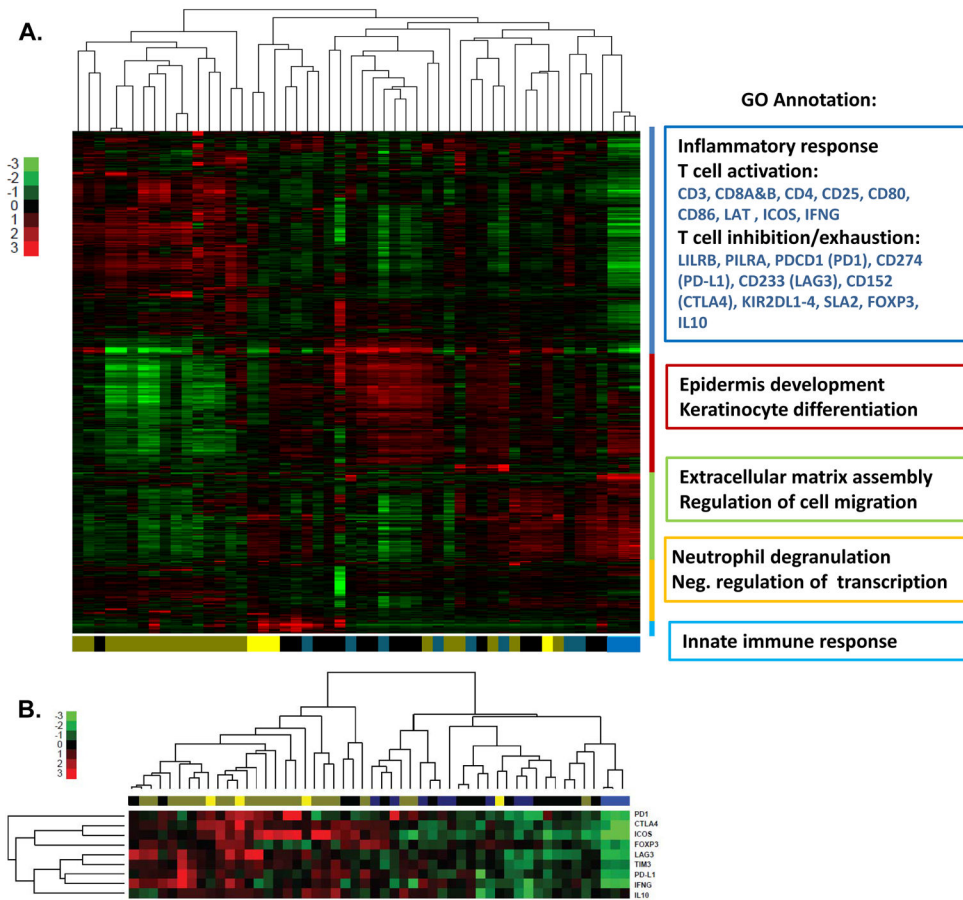 A.
GO Annotation:
-3
-2
-1
0
1
2
3
Inflammatory response
T cell activation:
CD3, CD8A&B, CD4, CD25, CD80,
CD86, LAT , ICOS, IFNG
T cell inhibition/exhaustion:
LILRB, PILRA, PDCD1 (PD1), CD274
(PD-L1), CD233 (LAG3), CD152
(CTLA4), KIR2DL1-4, SLA2, FOXP3,
IL10
Epidermis development
Keratinocyte differentiation
Extracellular matrix assembly
Regulation of cell migration
Neutrophil degranulation
Neg. regulation of transcription
Innate immune response
B.
-3
-2
-1
0
1
2
3
PD1
CTLA4
ICOS
FOXP3
LAG3
TIM3
PD-L1
IFNG
IL10